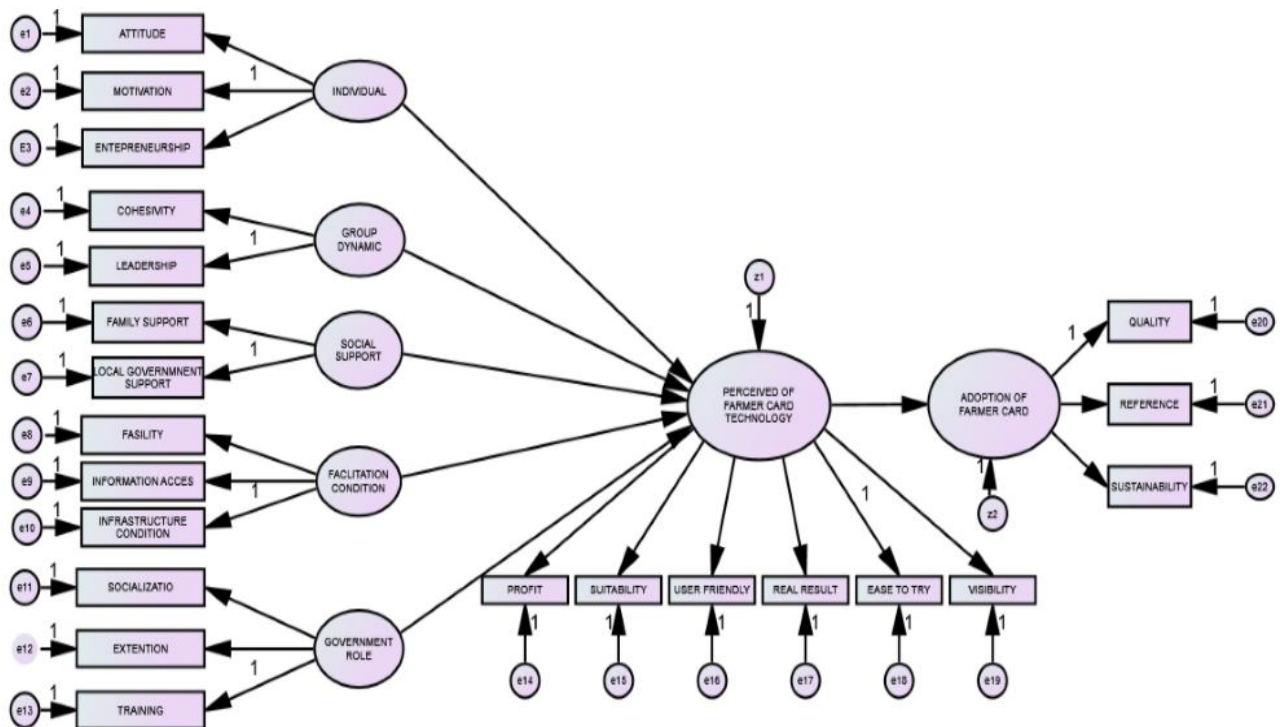 e1
1
ATTITUDE
e2
1
MOTIVATION
1
INDIVIDUAL
E3
1
ENTEPRENEURSHIP
e4
1
COHESIVITY
GROUP
DYNAMIC
e5
1
LEADERSHIP
1
e6
1
FAMILY SUPPORT
SOCIAL
SUPPORT
e7
1
LOCAL GOVERNMNENT
SUPPORT
1
e8
1
FASILITY
e9
1
INFORMATION ACCES
FACLITATION
CONDITION
e10
1
INFRASTRUCTURE
CONDITION
1
e11
1
SOCIALIZATIO
e12
1
EXTENTION
GOVERNMENT
ROLE
e13
1
TRAINING
1
z1
1
PERCEIVED OF
FARMER CARD
TECHNOLOGY
ADOPTION OF
FARMER CARD
1
z2
1
QUALITY
1
e20
REFERENCE
1
e21
SUSTAINABILITY
1
e22
1
PROFIT
SUITABILITY
USER FRIENDLY
REAL RESULT
EASE TO TRY
VISIBILITY
1
1
1
1
1
1
e14
e15
e16
e17
e18
e19